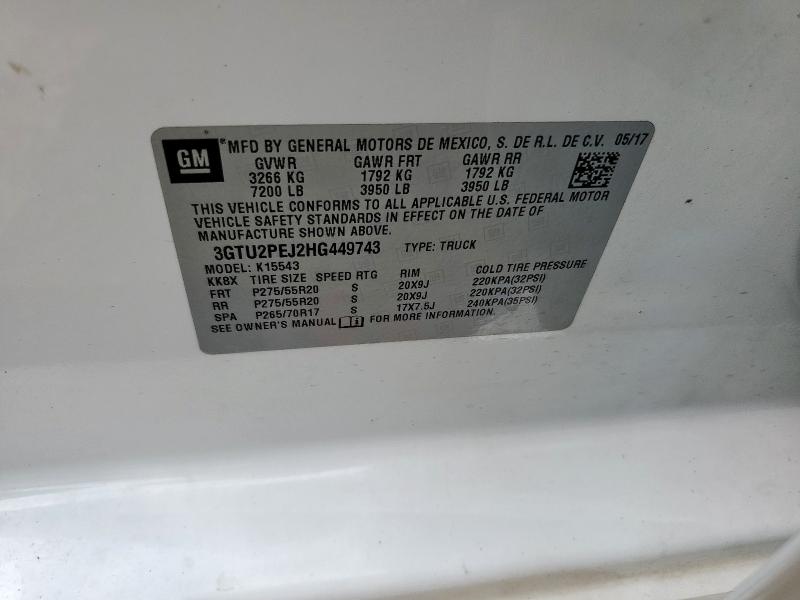 GM ® MFD BY GENERAL MOTORS DE MEXICO, S. DE R.L. DE C.V. 05/17
GVWR GAWR FRT GAWR RR
3266 KG 1792 KG 1792 KG
7200 LB 3950 LB 3950 LB
THIS VEHICLE CONFORMS TO ALL APPLICABLE U.S. FEDERAL MOTOR
VEHICLE SAFETY STANDARDS IN EFFECT ON THE DATE OF
MANUFACTURE SHOWN ABOVE.
3GTU2PEJ2HG449743 TYPE: TRUCK
MODEL: K15543
KK8X TIRE SIZE SPEED RTG RIM COLD TIRE PRESSURE
FRT P275/55R20 S 20X9J 220KPA(32PSI)
RR P275/55R20 S 20X9J 220KPA(32PSI)
SPA P265/70R17 S 17X7.5J 240KPA(35PSI)
SEE OWNER'S MANUAL FOR MORE INFORMATION.